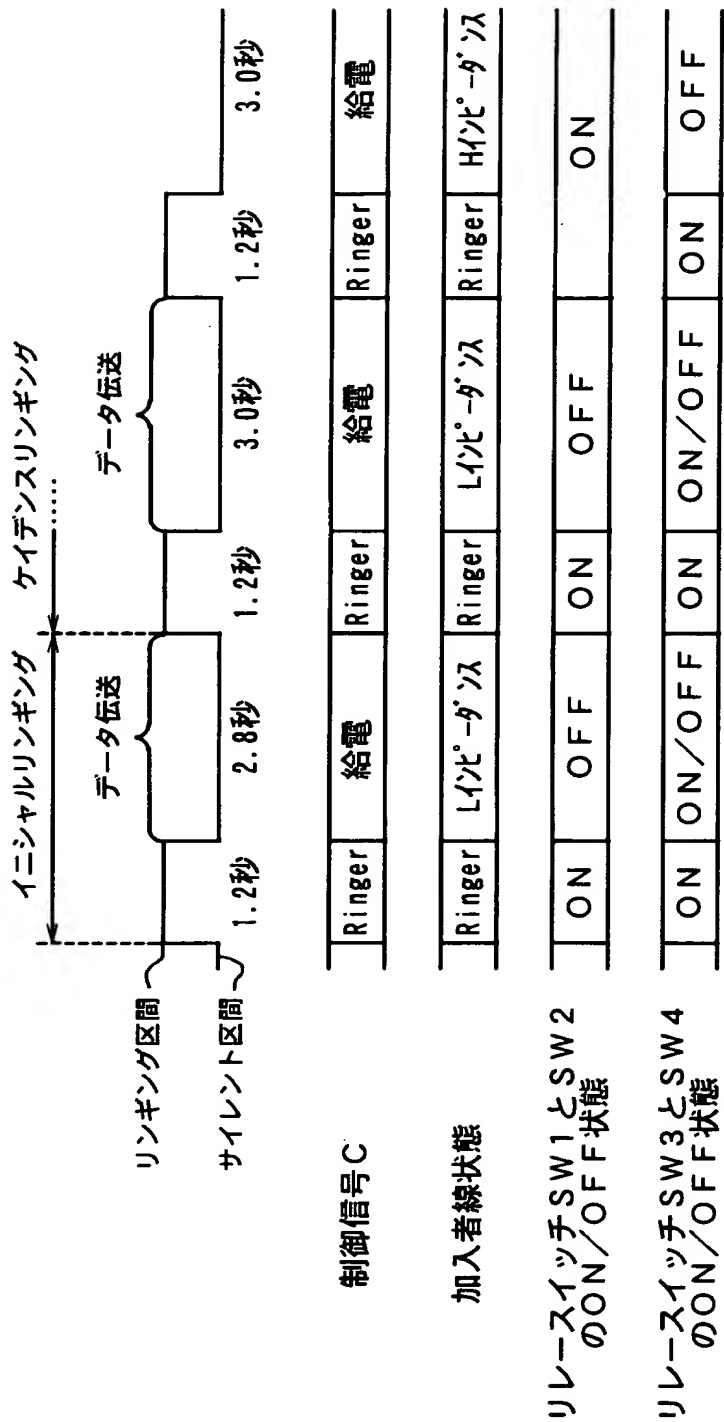 イニシャルリンギング
ケイデンスリンギング
.....
データ伝送
データ伝送
リンギング区間
サイレント区間
1.2秒
2.8秒
1.2秒
3.0秒
1.2秒
3.0秒
制御信号C
Ringer
給電
Ringer
給電
Ringer
給電
加入者線状態
Ringer
Lインピーダンス
Ringer
Lインピーダンス
Ringer
Hインピーダンス
リレースイッチSW1とSW2
のON/OFF状態
ON
OFF
ON
OFF
ON
リレースイッチSW3とSW4
のON/OFF状態
ON
ON/OFF
ON
ON/OFF
ON
OFF